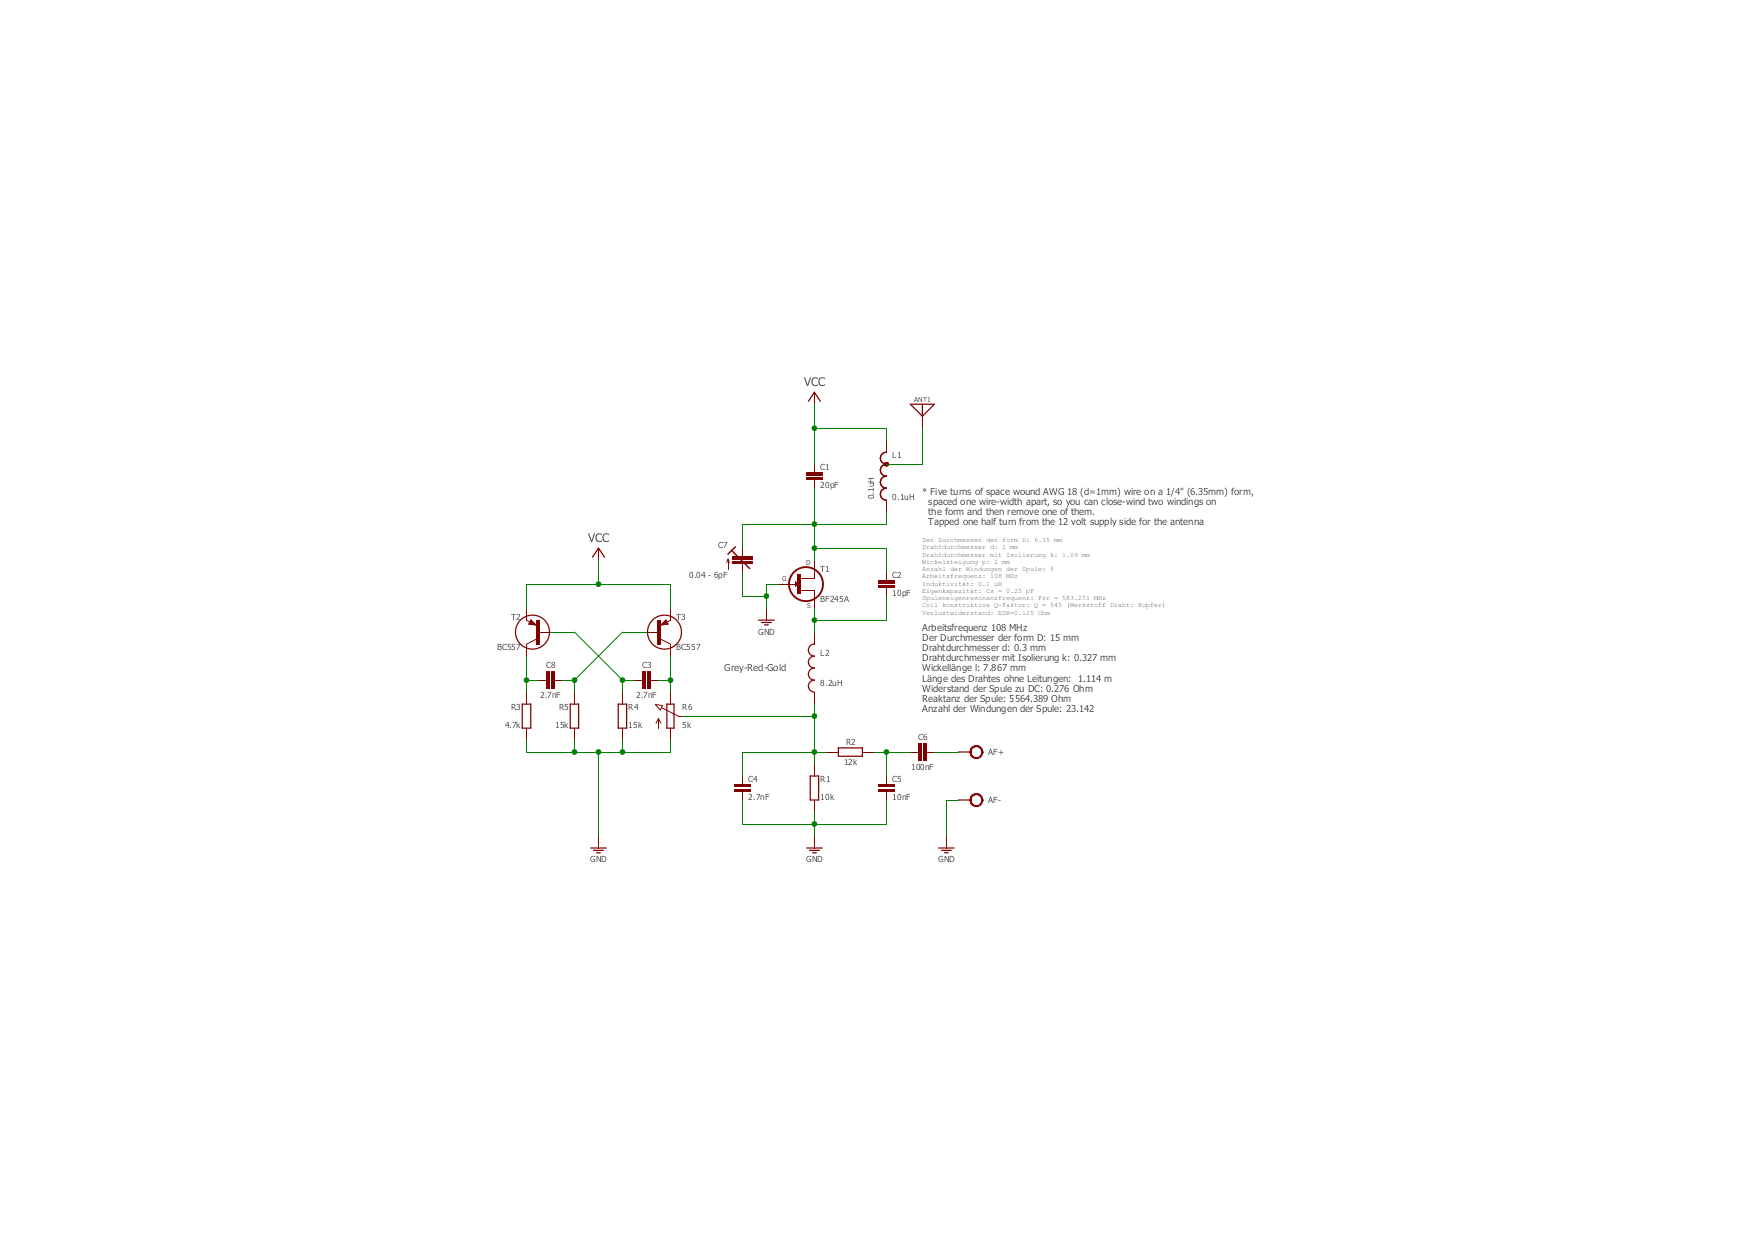 VCC
ANT1
L1
0.1uH
0.1uH
C1
20pF
* Five turns of space wound AWG 18 (d=1mm) wire on a 1/4" (6.35mm) form,
spaced one wire-width apart, so you can close-wind two windings on
the form and then remove one of them.
Tapped one half turn from the 12 volt supply side for the antenna
VCC
C7
0.04 - 6pF
D
G
S
T1
BF245A
C2
10pF
GND
Der Durchmesser der form D: 6.35 mm
Drahtdurchmesser d: 1 mm
Drahtdurchmesser mit Isolierung k: 1.09 mm
Wickelsteigung p: 2 mm
Anzahl der Windungen der Spule: 5
Arbeitsfrequenz: 108 MHz
Induktivität: 0.1 µH
Eigenkapazität: Cs = 0.25 pF
Spuleneigenresonanzfrequenz: Fsr = 583.251 MHz
Coil konstruktive Q-Faktor: Q = 545 (Werkstoff Draht: Kupfer)
Verlustwiderstand: ESR=0.125 Ohm
Arbeitsfrequenz 108 MHz
Der Durchmesser der form D: 15 mm
Drahtdurchmesser d: 0.3 mm
Drahtdurchmesser mit Isolierung k: 0.327 mm
Wickellänge l: 7.867 mm
Länge des Drahtes ohne Leitungen: 1.114 m
Widerstand der Spule zu DC: 0.276 Ohm
Reaktanz der Spule: 5564.389 Ohm
Anzahl der Windungen der Spule: 23.142
T2
BC557
T3
BC557
C8
2.7nF
C3
2.7nF
Grey-Red-Gold
L2
8.2uH
R3
4.7k
R5
15k
R4
15k
R6
5k
R2
12k
C6
100nF
AF+
C4
2.7nF
R1
10k
C5
10nF
AF-
GND
GND
GND